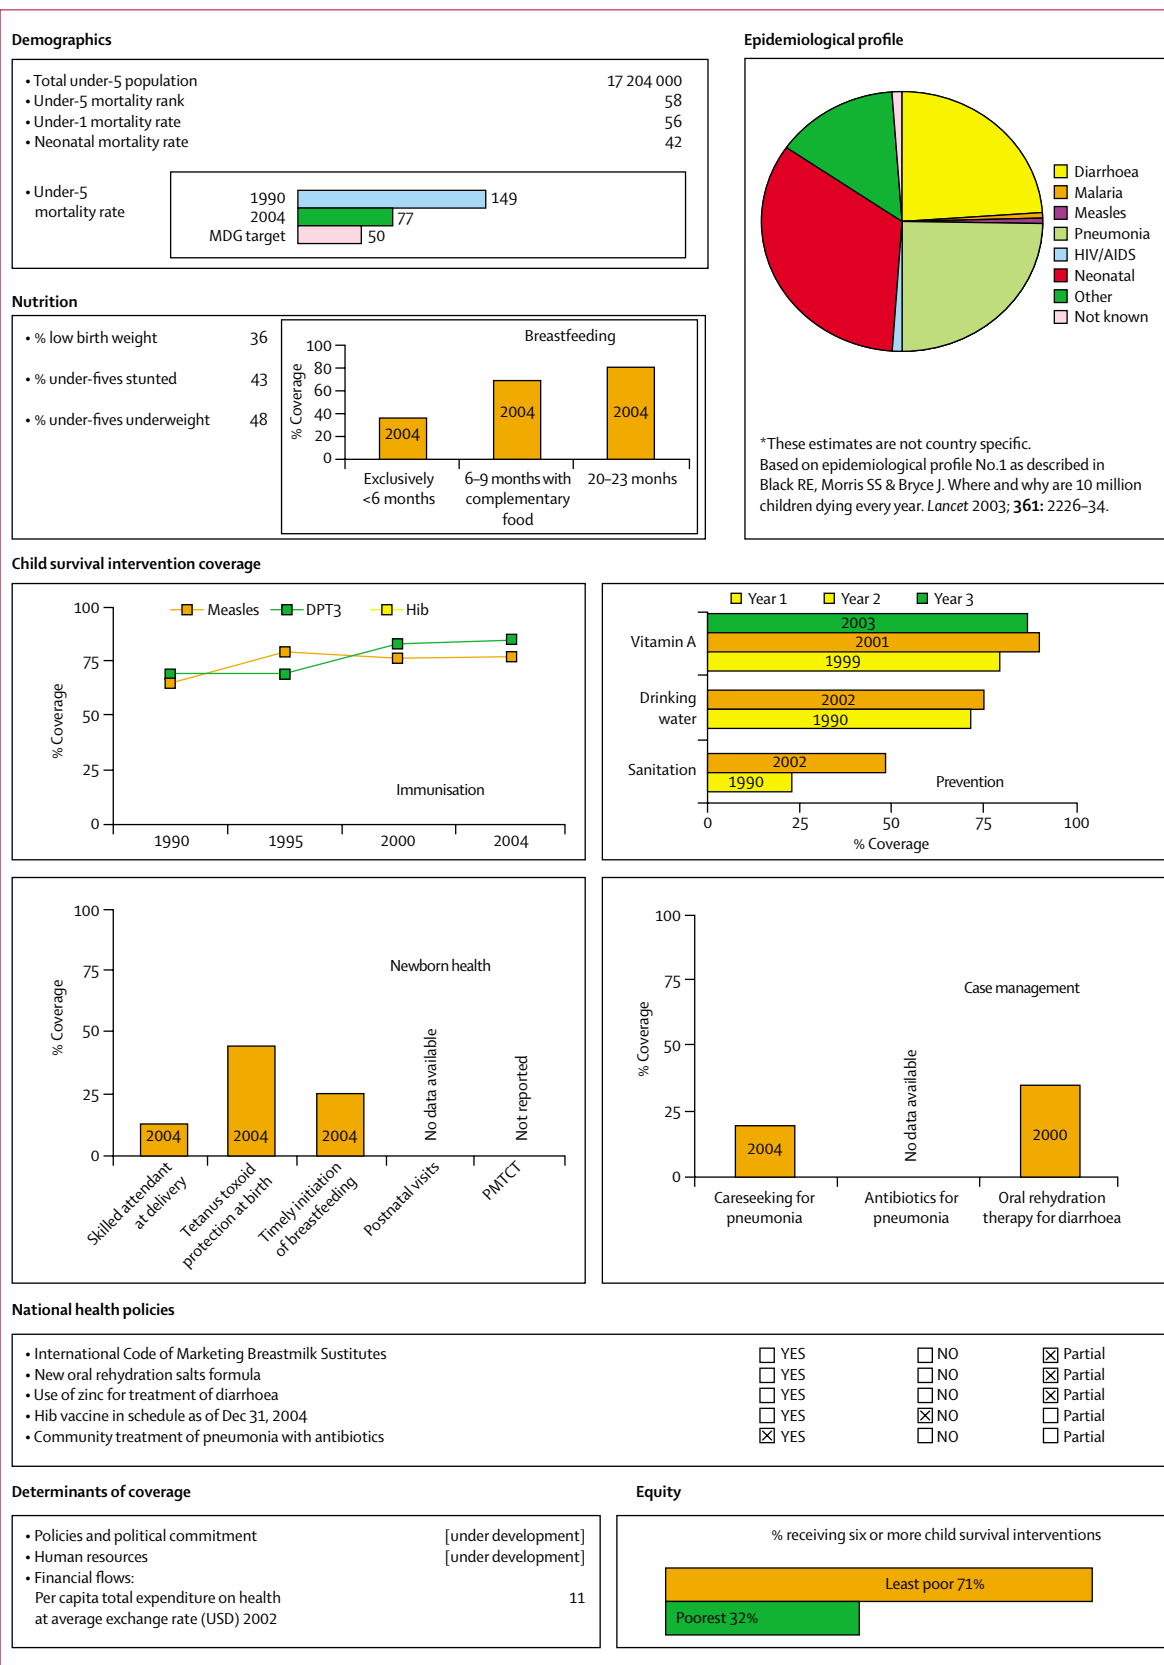 Demographics
• Total under-5 population 17 204 000
• Under-5 mortality rank 58
• Under-1 mortality rate 56
• Neonatal mortality rate 42
• Under-5
mortality rate
1990 149
2004 77
MDG target 50
Epidemiological profile
Diarrhoea
Malaria
Measles
Pneumonia
HIV/AIDS
Neonatal
Other
Not known
*These estimates are not country specific.
Based on epidemiological profile No.1 as described in
Black RE, Morris SS & Bryce J. Where and why are 10 million
children dying every year. Lancet 2003; 361: 2226–34.
Nutrition
• % low birth weight 36
• % under-fives stunted 43
• % under-fives underweight 48
Breastfeeding
% Coverage
100
80
60
40
20
0
2004
2004
2004
Exclusively
<6 months
6–9 months with
complementary
food
20–23 monhs
Child survival intervention coverage
Measles DPT3 Hib
% Coverage
100
75
50
25
0
Immunisation
1990 1995 2000 2004
Year 1 Year 2 Year 3
Vitamin A
2003
2001
1999
Drinking
water
2002
1990
Sanitation
2002
1990
Prevention
0 25 50 75 100
% Coverage
% Coverage
100
75
50
25
0
Newborn health
2004
2004
2004
No data available
Not reported
Skilled attendant
at delivery
Tetanus toxoid
protection at birth
Timely initiation
of breastfeeding
Postnatal visits
PMTCT
% Coverage
100
75
50
25
0
Case management
2004
No data available
2000
Careseeking for
pneumonia
Antibiotics for
pneumonia
Oral rehydration
therapy for diarrhoea
National health policies
• International Code of Marketing Breastmilk Sustitutes YES NO Partial
• New oral rehydration salts formula YES NO Partial
• Use of zinc for treatment of diarrhoea YES NO Partial
• Hib vaccine in schedule as of Dec 31, 2004 YES NO Partial
• Community treatment of pneumonia with antibiotics YES NO Partial
Determinants of coverage
• Policies and political commitment [under development]
• Human resources [under development]
• Financial flows:
Per capita total expenditure on health 11
at average exchange rate (USD) 2002
Equity
% receiving six or more child survival interventions
Least poor 71%
Poorest 32%